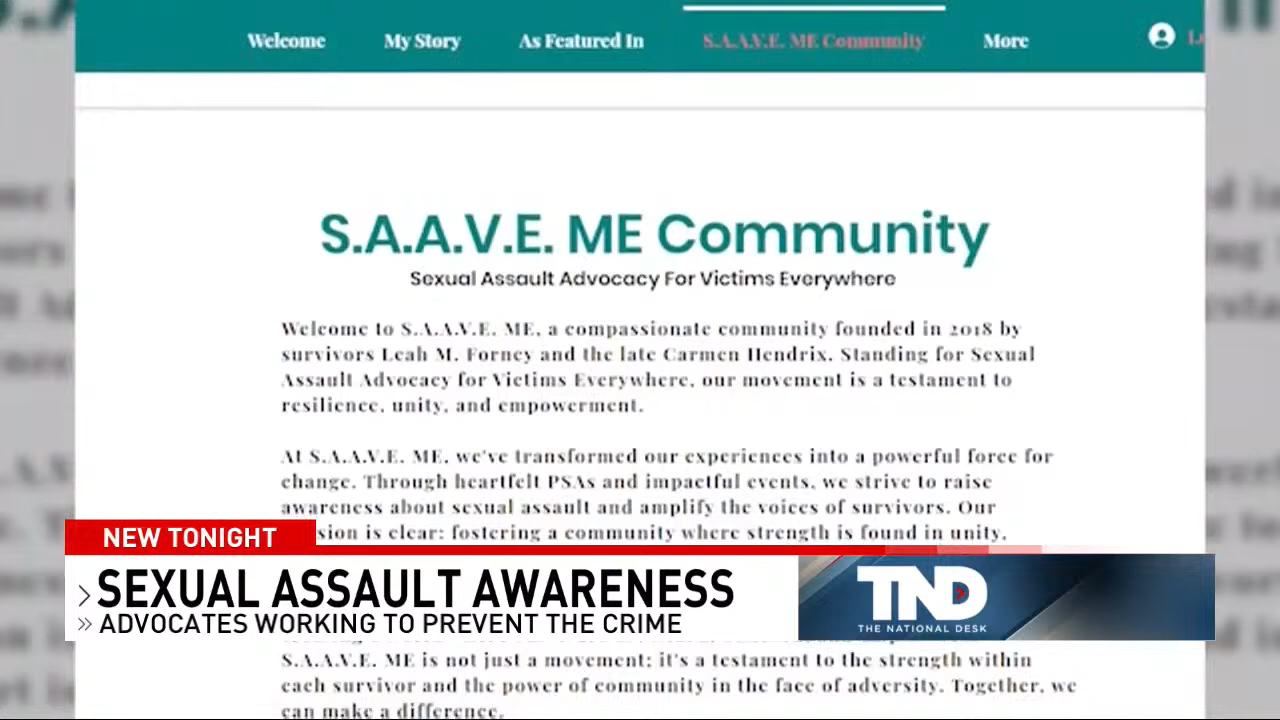 Welcome My Story As Featured In S.A.A.V.E. ME Community More
S.A.A.V.E. ME Community
Sexual Assault Advocacy For Victims Everywhere
Welcome to S.A.A.V.E. ME, a compassionate community founded in 2018 by
survivors Leah M. Forney and the late Carmen Hendrix. Standing for Sexual
Assault Advocacy for Victims Everywhere, our movement is a testament to
resilience, unity, and empowerment.
At S.A.A.V.E. ME, we've transformed our experiences into a powerful force for
change. Through heartfelt PSAs and impactful events, we strive to raise
awareness about sexual assault and amplify the voices of survivors. Our
is clear: fostering a community where strength is found in unity.
NEW TONIGHT
SEXUAL ASSAULT AWARENESS
ADVOCATES WORKING TO PREVENT THE CRIME
TND
THE NATIONAL DESK
S.A.A.V.E. ME is not just a movement; it's a testament to the strength within
each survivor and the power of community in the face of adversity. Together, we
can make a difference.